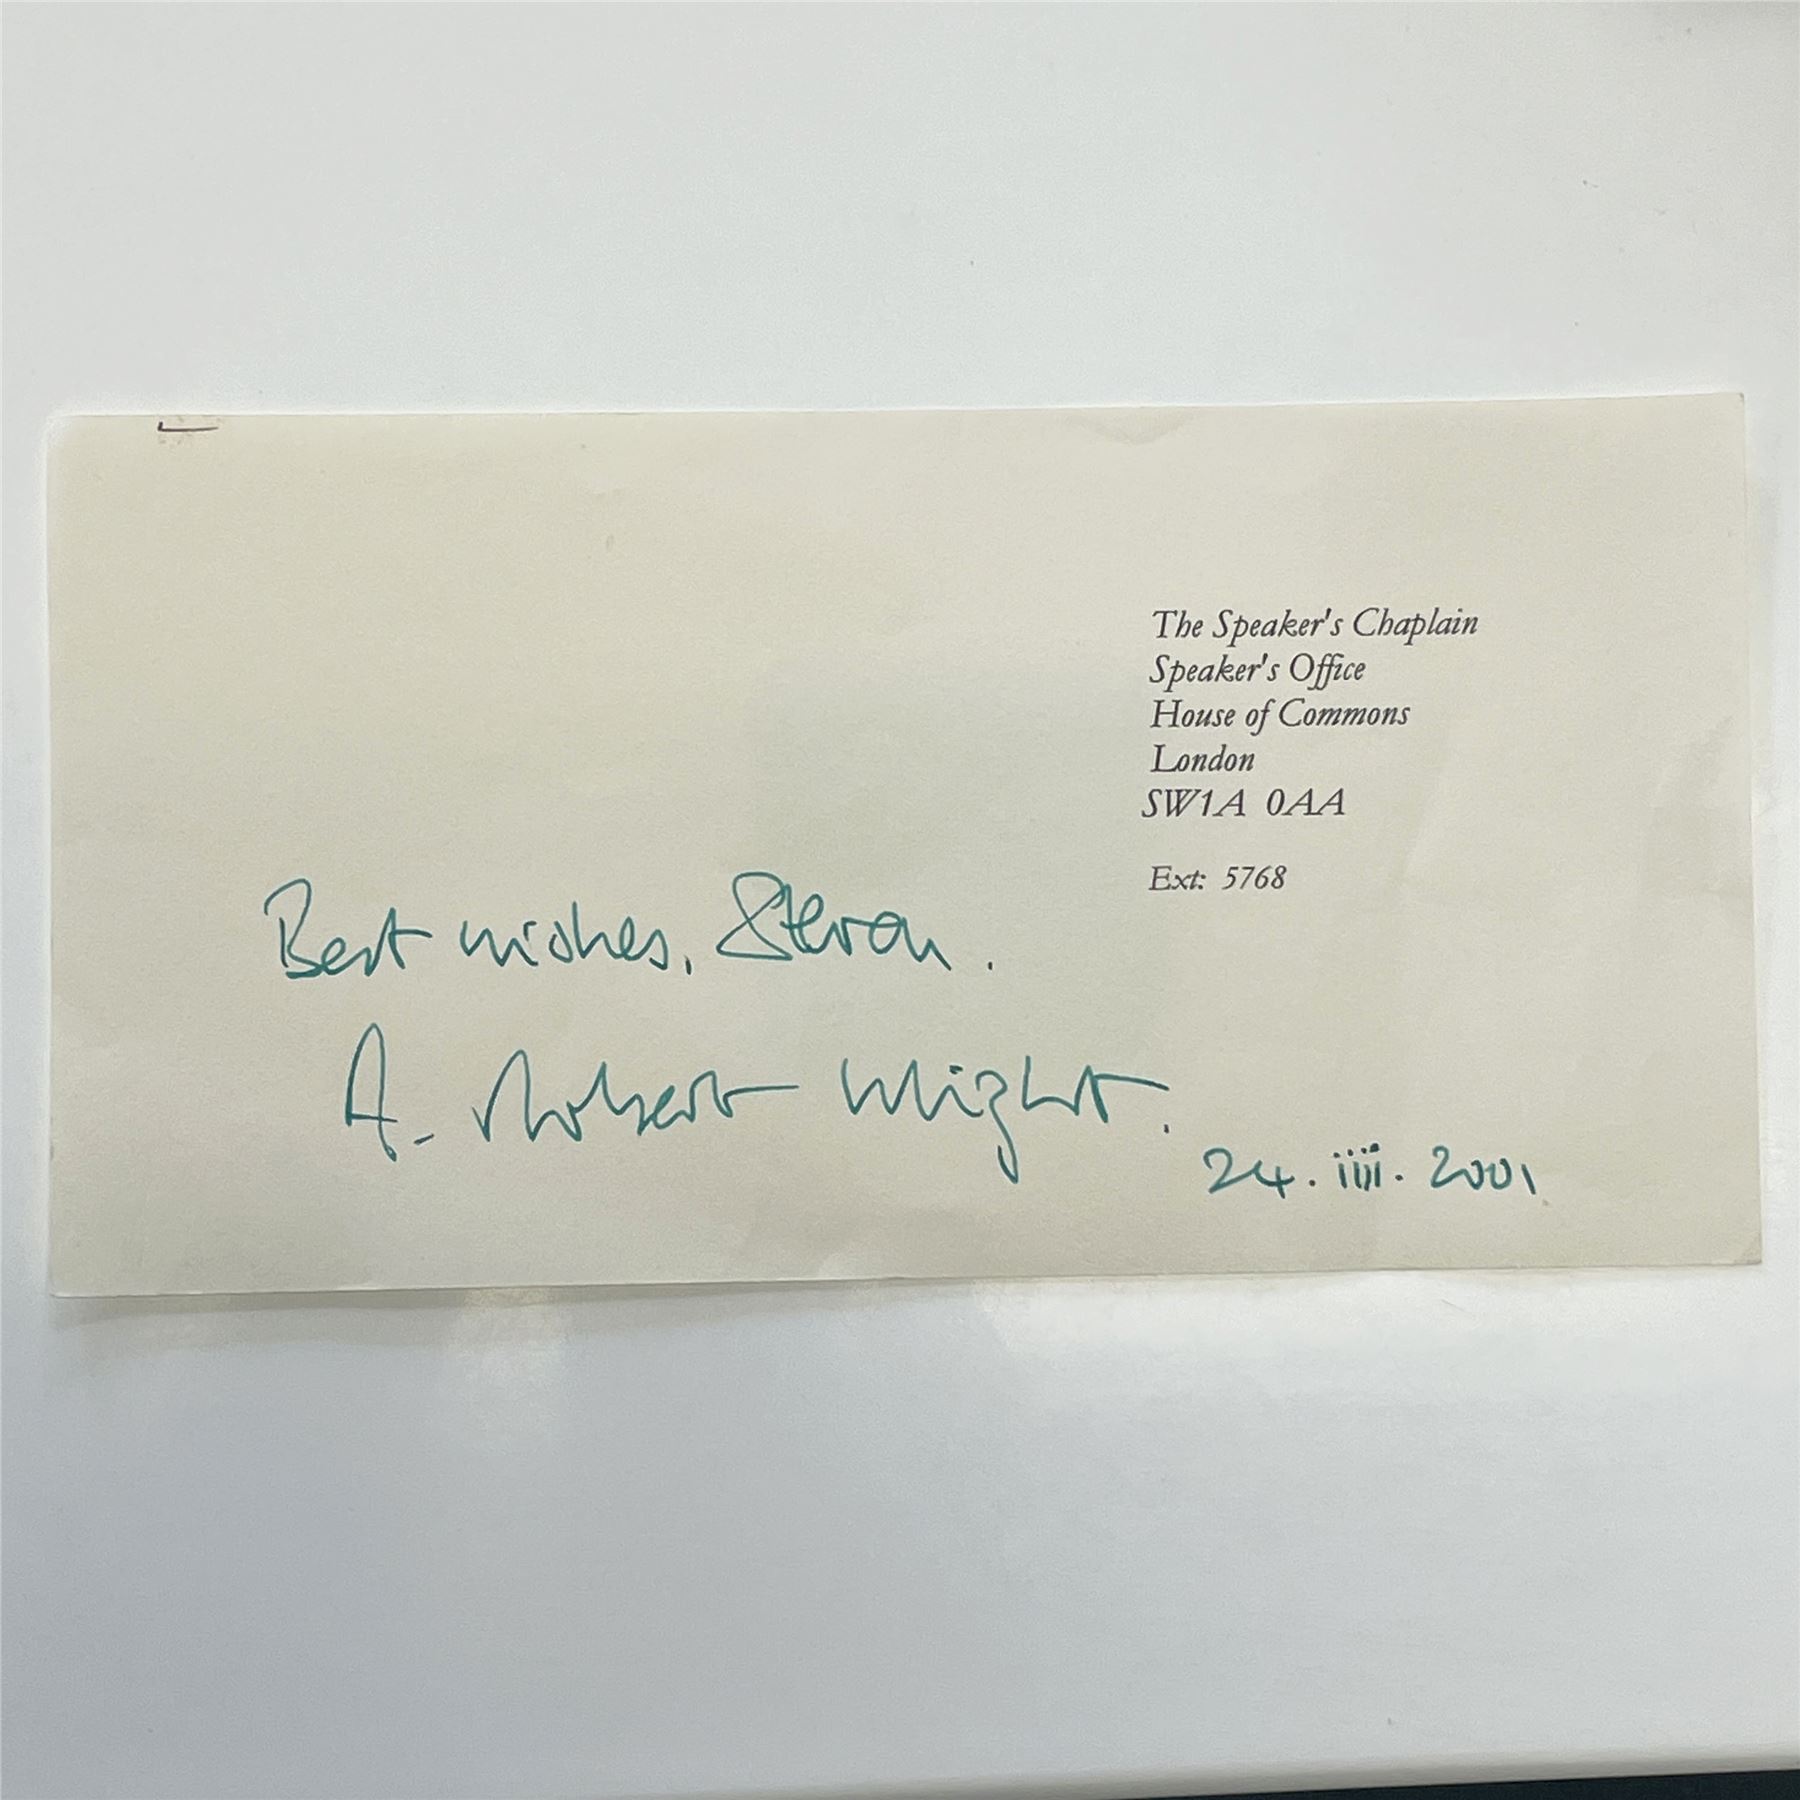 The Speaker's Chaplain
Speaker's Office
House of Commons
London
SW1A 0AA
Ext: 5768
Best wishes, Steven.
A. Robert Wright.
24. iiii. 2001